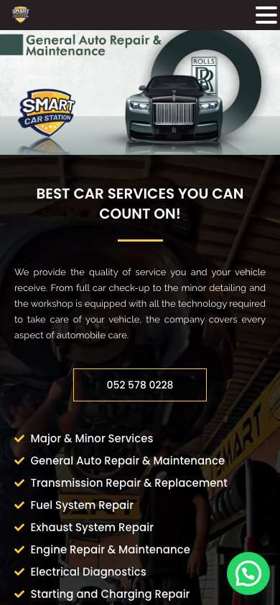 General Auto Repair &
Maintenance
ROLLS
SMART
CAR STATION
BEST CAR SERVICES YOU CAN
COUNT ON!
We provide the quality of service you and your vehicle
receive. From full car check-up to the minor detailing and
the workshop is equipped with all the technology required
to take care of your vehicle, the company covers every
aspect of automobile care.
052 578 0228
Major & Minor Services
General Auto Repair & Maintenance
Transmission Repair & Replacement
Fuel System Repair
Exhaust System Repair
Engine Repair & Maintenance
Electrical Diagnostics
Starting and Charging Repair